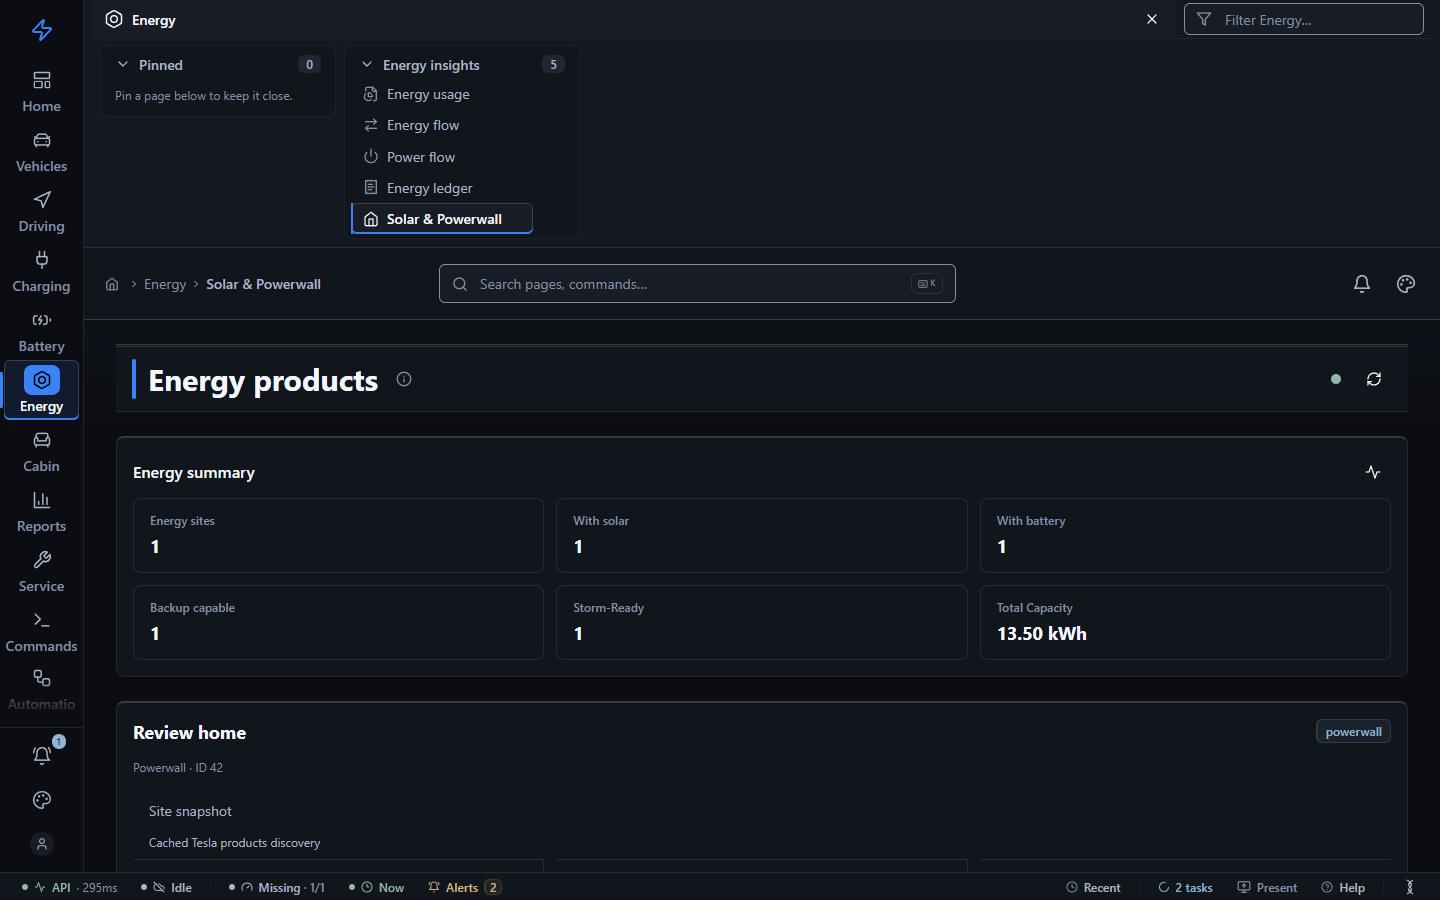 Energy
Filter Energy...
Home
Vehicles
Driving
Charging
Battery
Energy
Cabin
Reports
Service
Commands
Automatio
1
Pinned 0
Pin a page below to keep it close.
Energy insights 5
Energy usage
Energy flow
Power flow
Energy ledger
Solar & Powerwall
Energy
Solar & Powerwall
Search pages, commands...
K
Energy products
Energy summary
Energy sites
1
With solar
1
With battery
1
Backup capable
1
Storm-Ready
1
Total Capacity
13.50 kWh
Review home
powerwall
Powerwall · ID 42
Site snapshot
Cached Tesla products discovery
API · 295ms
Idle
Missing · 1/1
Now
Alerts 2
Recent
2 tasks
Present
Help